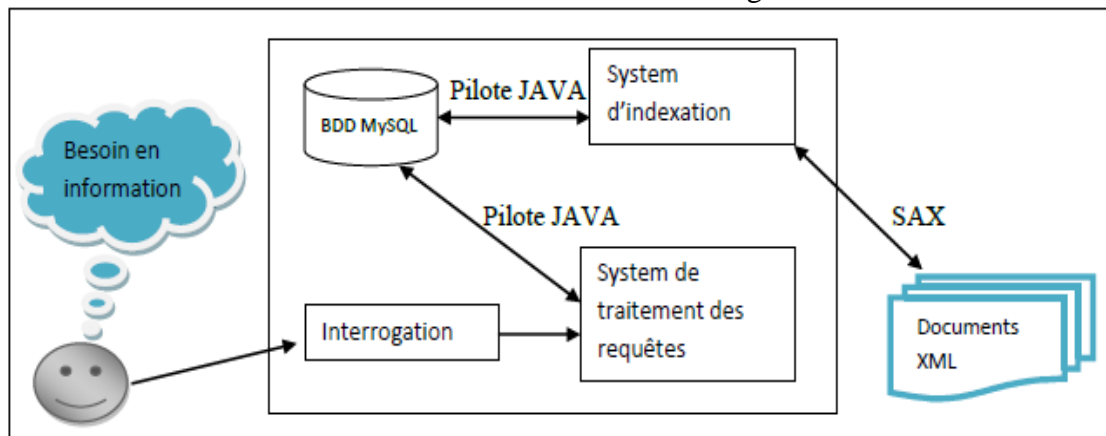 Besoin en
information
BDD MySQL
Pilote JAVA
System
d'indexation
Pilote JAVA
SAX
Interrogation
System de
traitement des
requêtes
Documents
XML